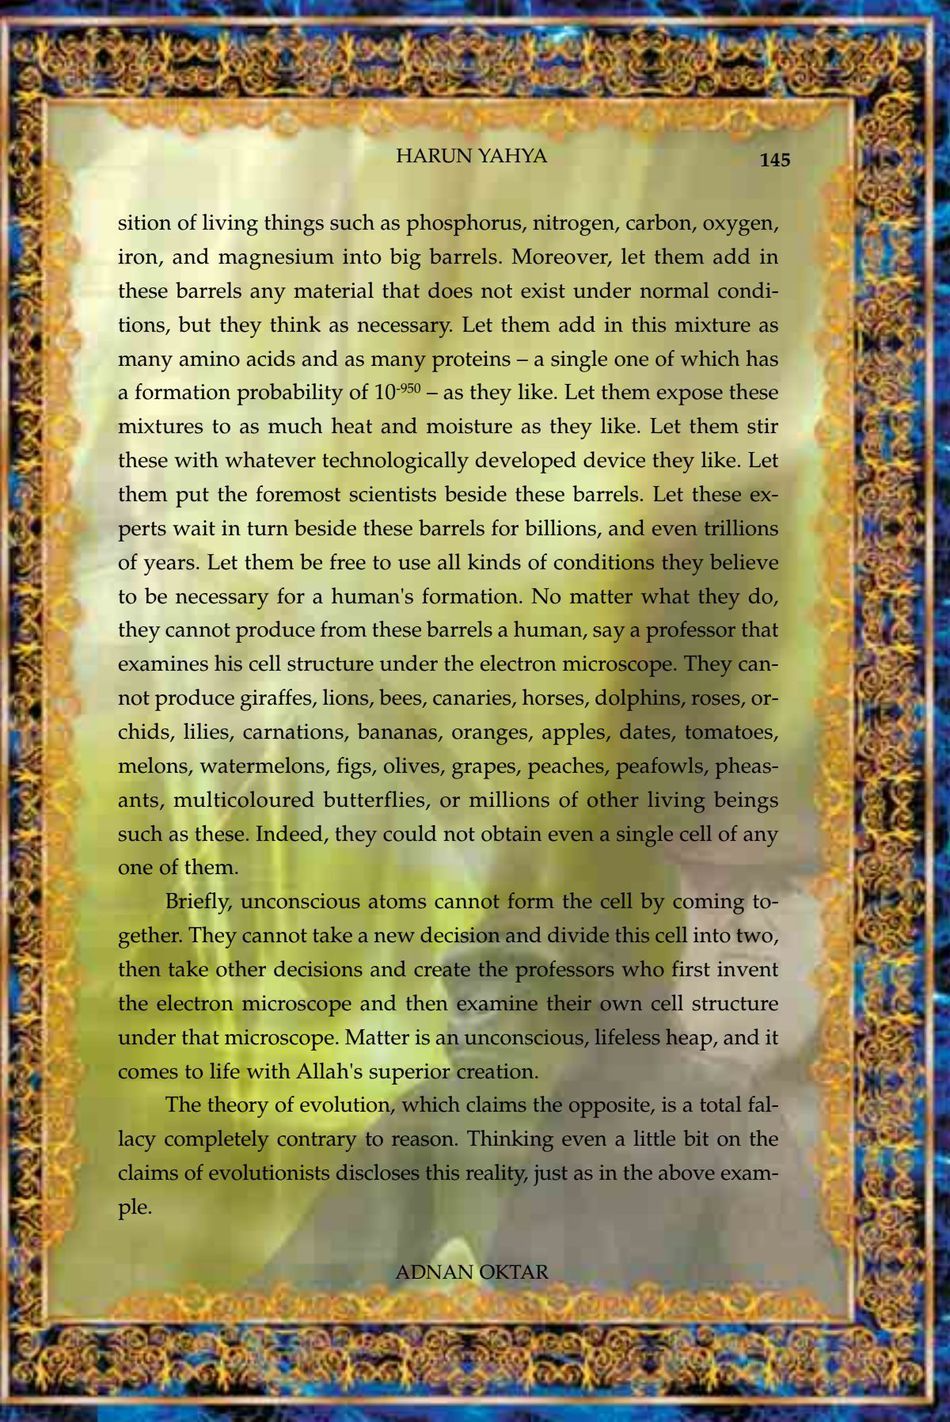 HARUN YAHYA
145
sition of living things such as phosphorus, nitrogen, carbon, oxygen,
iron, and magnesium into big barrels. Moreover, let them add in
these barrels any material that does not exist under normal condi-
tions, but they think as necessary. Let them add in this mixture as
many amino acids and as many proteins – a single one of which has
a formation probability of 10-950 – as they like. Let them expose these
mixtures to as much heat and moisture as they like. Let them stir
these with whatever technologically developed device they like. Let
them put the foremost scientists beside these barrels. Let these ex-
perts wait in turn beside these barrels for billions, and even trillions
of years. Let them be free to use all kinds of conditions they believe
to be necessary for a human's formation. No matter what they do,
they cannot produce from these barrels a human, say a professor that
examines his cell structure under the electron microscope. They can-
not produce giraffes, lions, bees, canaries, horses, dolphins, roses, or-
chids, lilies, carnations, bananas, oranges, apples, dates, tomatoes,
melons, watermelons, figs, olives, grapes, peaches, peafowls, pheas-
ants, multicoloured butterflies, or millions of other living beings
such as these. Indeed, they could not obtain even a single cell of any
one of them.
Briefly, unconscious atoms cannot form the cell by coming to-
gether. They cannot take a new decision and divide this cell into two,
then take other decisions and create the professors who first invent
the electron microscope and then examine their own cell structure
under that microscope. Matter is an unconscious, lifeless heap, and it
comes to life with Allah's superior creation.
The theory of evolution, which claims the opposite, is a total fal-
lacy completely contrary to reason. Thinking even a little bit on the
claims of evolutionists discloses this reality, just as in the above exam-
ple.
ADNAN OKTAR